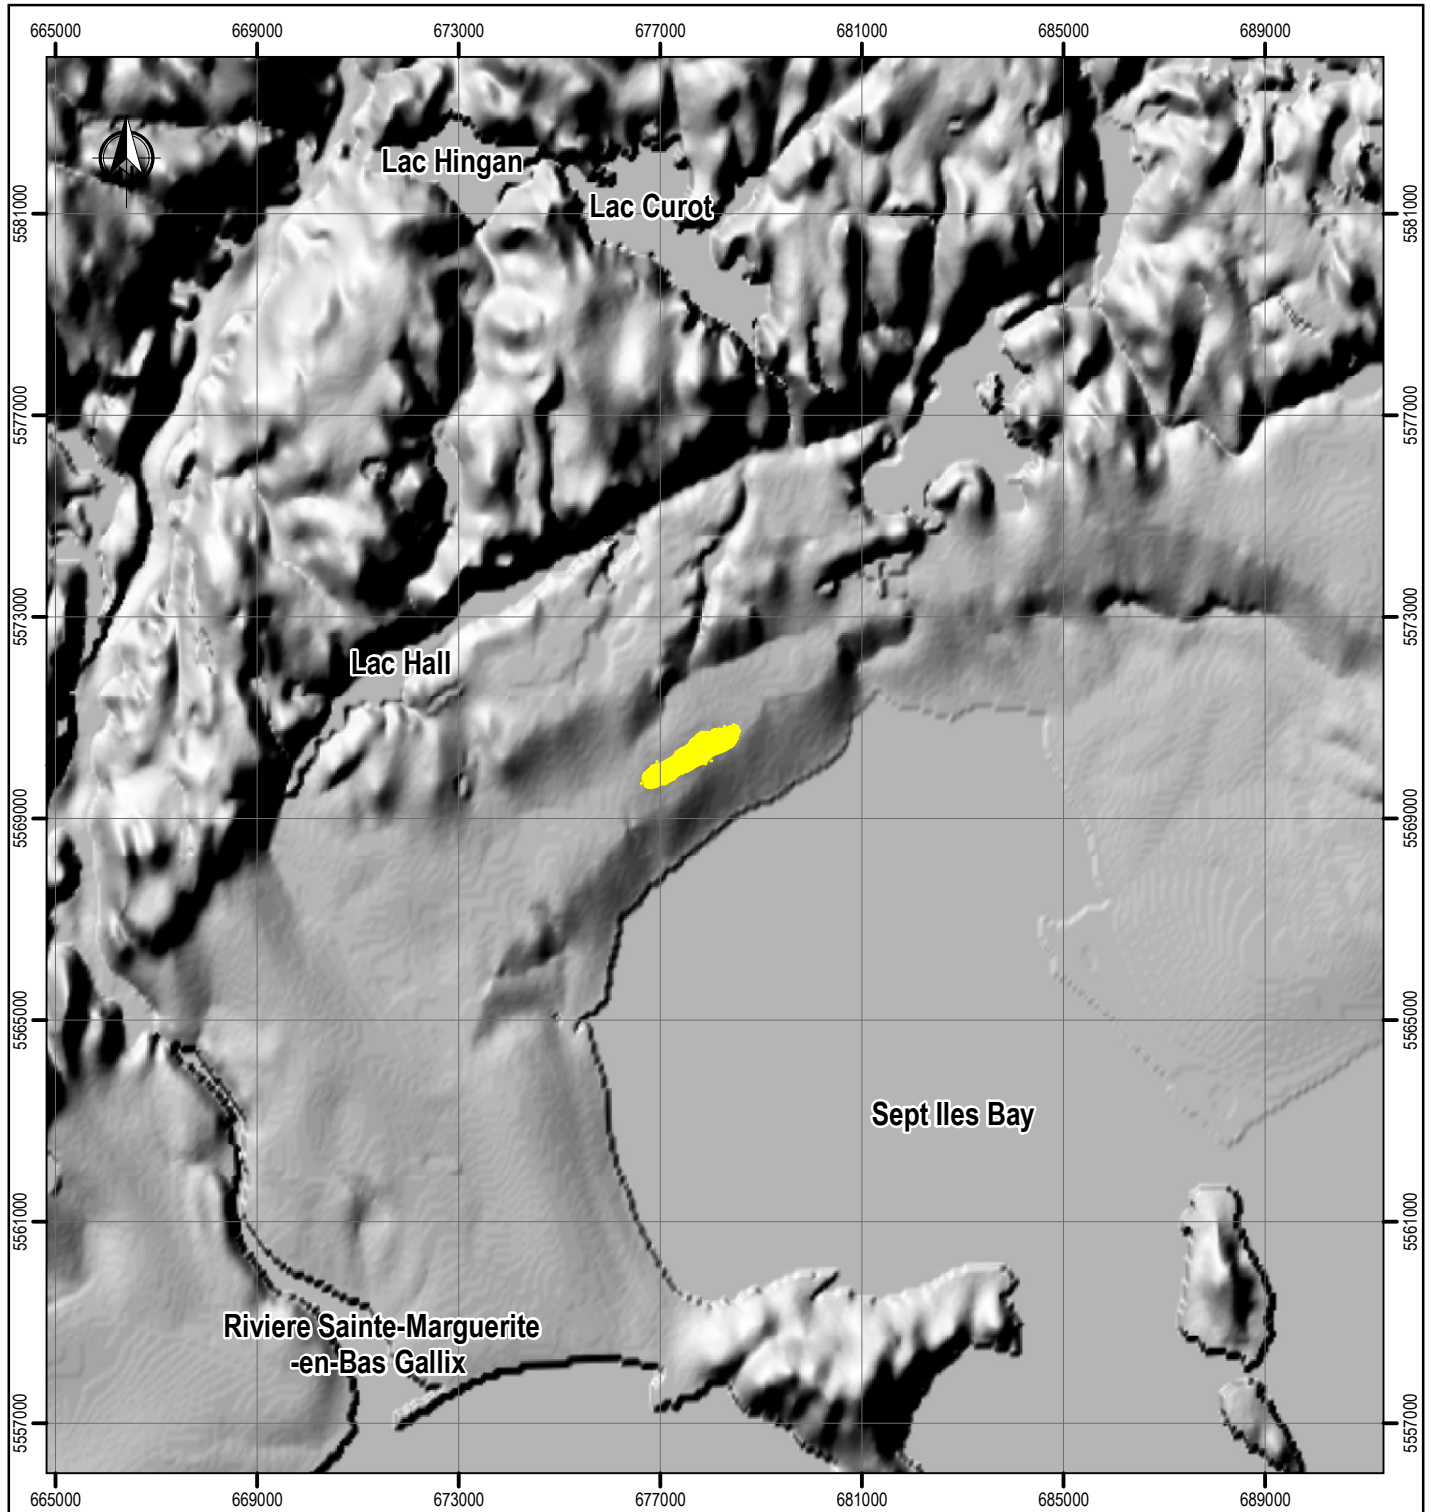 665000 669000 673000 677000 681000 685000 689000
Lac Hingan
Lac Curot
5581000 5581000
5577000 5577000
5573000 5573000
Lac Hall
5569000 5569000
5565000 5565000
Sept Iles Bay
5561000 5561000
Riviere Sainte-Marguerite
-en-Bas Gallix
5557000 5557000
665000 669000 673000 677000 681000 685000 689000